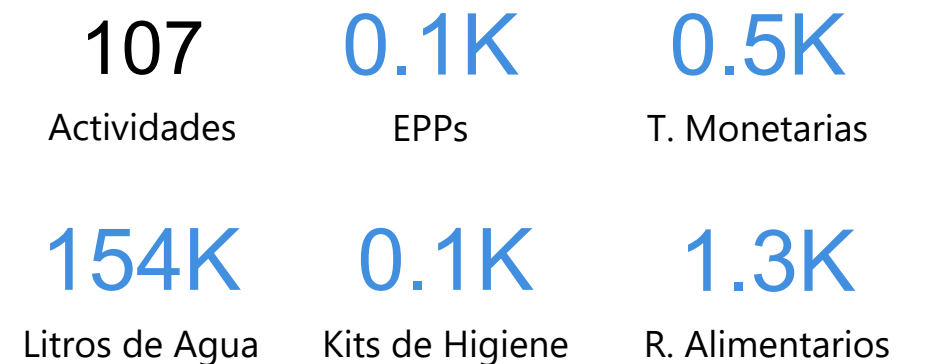 107 0.1K 0.5K
Actividades EPPs T. Monetarias
154K 0.1K 1.3K
Litros de Agua Kits de Higiene R. Alimentarios